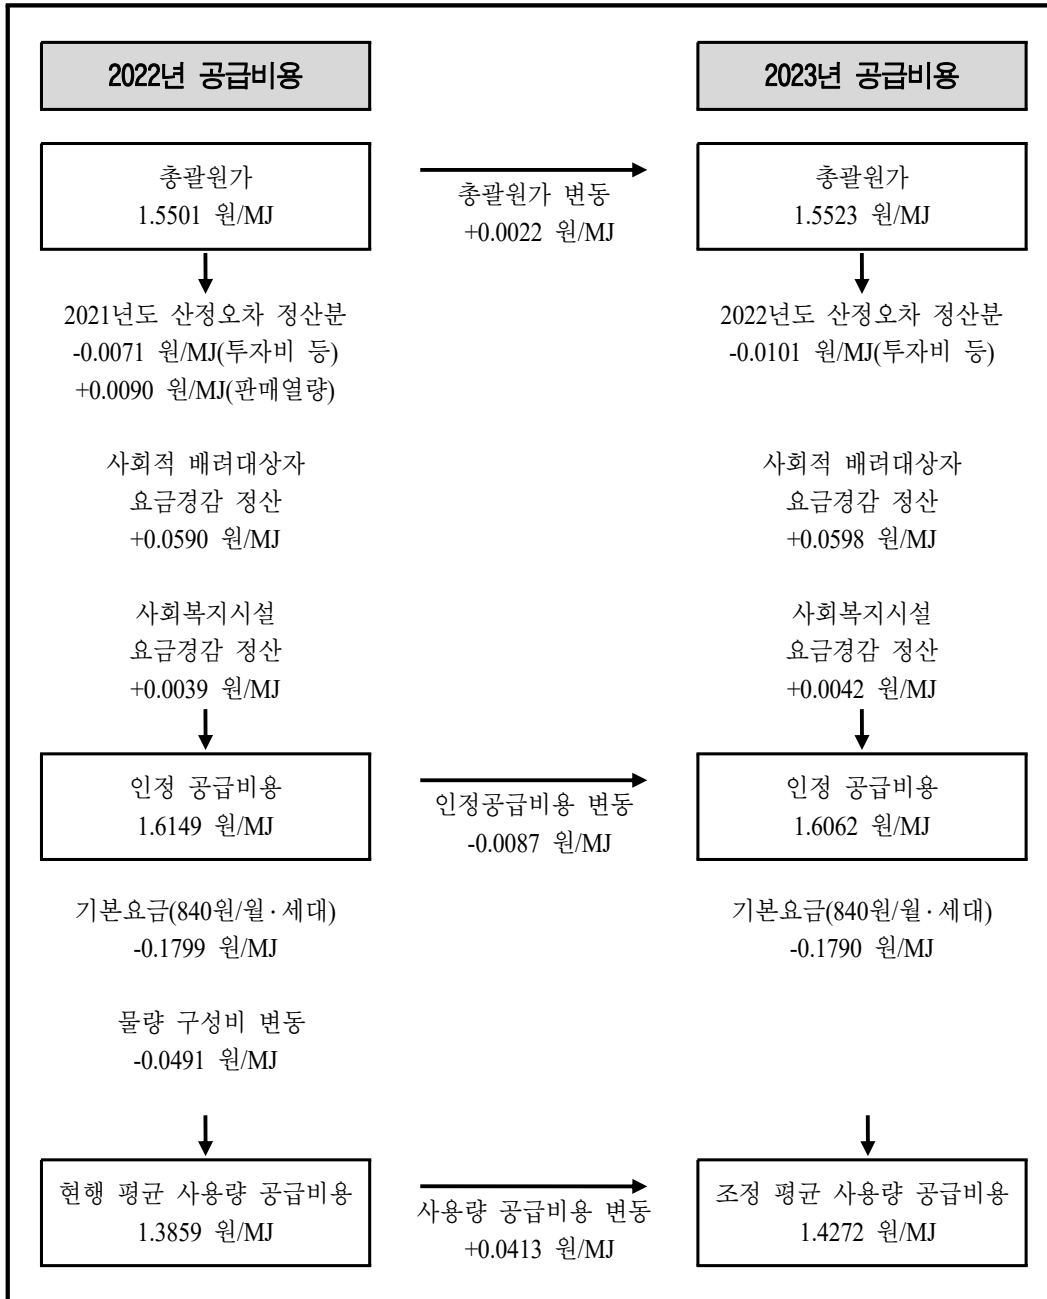 2022년 공급비용
2023년 공급비용
총괄원가
1.5501 원/MJ
총괄원가 변동
+0.0022 원/MJ
총괄원가
1.5523 원/MJ
2021년도 산정오차 정산분
-0.0071 원/MJ(투자비 등)
+0.0090 원/MJ(판매열량)
2022년도 산정오차 정산분
-0.0101 원/MJ(투자비 등)
사회적 배려대상자
요금경감 정산
+0.0590 원/MJ
사회적 배려대상자
요금경감 정산
+0.0598 원/MJ
사회복지시설
요금경감 정산
+0.0039 원/MJ
사회복지시설
요금경감 정산
+0.0042 원/MJ
인정 공급비용
1.6149 원/MJ
인정공급비용 변동
-0.0087 원/MJ
인정 공급비용
1.6062 원/MJ
기본요금(840원/월·세대)
-0.1799 원/MJ
기본요금(840원/월·세대)
-0.1790 원/MJ
물량 구성비 변동
-0.0491 원/MJ
현행 평균 사용량 공급비용
1.3859 원/MJ
사용량 공급비용 변동
+0.0413 원/MJ
조정 평균 사용량 공급비용
1.4272 원/MJ